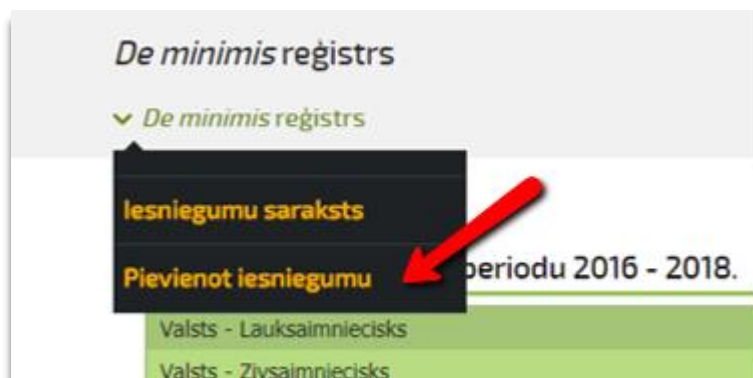 De minimis reģistrs
De minimis reģistrs
Iesniegumu saraksts
Pievienot iesniegumu
periodu 2016 - 2018.
Valsts - Lauksaimniecisks
Valsts - Zivsaimniecisks